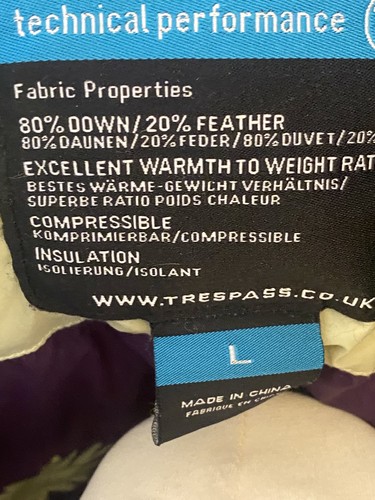 technical performance
Fabric Properties
80% DOWN/20% FEATHER
80% DAUNEN/20% FEDER/80% DUVET/20%
EXCELLENT WARMTH TO WEIGHT RAT
BESTES WÄRME-GEWICHT VERHÄLTNIS/
SUPERBE RATIO POIDS CHALEUR
COMPRESSIBLE
KOMPRIMIERBAR/COMPRESSIBLE
INSULATION
ISOLIERUNG/ISOLANT
WWW.TRESPASS.CO.UK
L
MADE IN CHINA
FABRIQUE EN